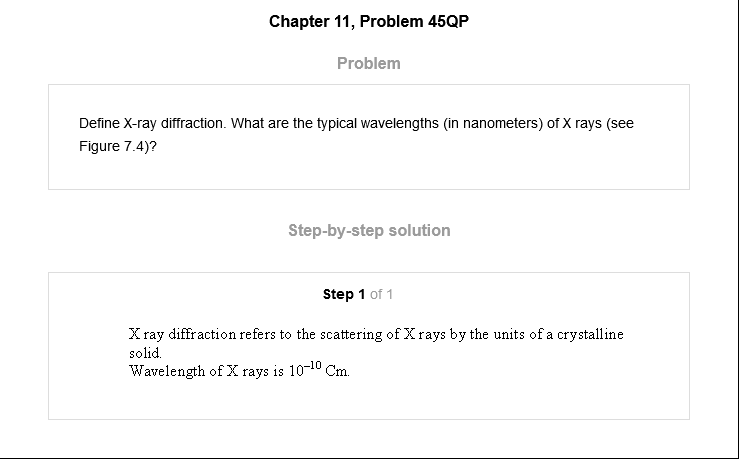 Chapter 11, Problem 45QP
Problem
Define X-ray diffraction. What are the typical wavelengths (in nanometers) of X rays (see
Figure 7.4)?
Step-by-step solution
Step 1 of 1
X ray diffraction refers to the scattering of X rays by the units of a crystalline
solid.
Wavelength of X rays is 10⁻¹⁰ Cm.